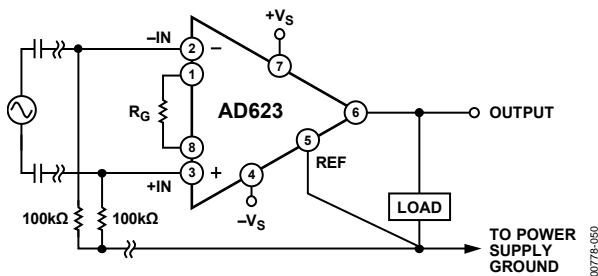 +VS
–IN
2
–
7
1
RG
AD623
6
OUTPUT
5
8
REF
3
+
4
+IN
LOAD
100kΩ
100kΩ
–VS
TO POWER
SUPPLY
GROUND
00778-050